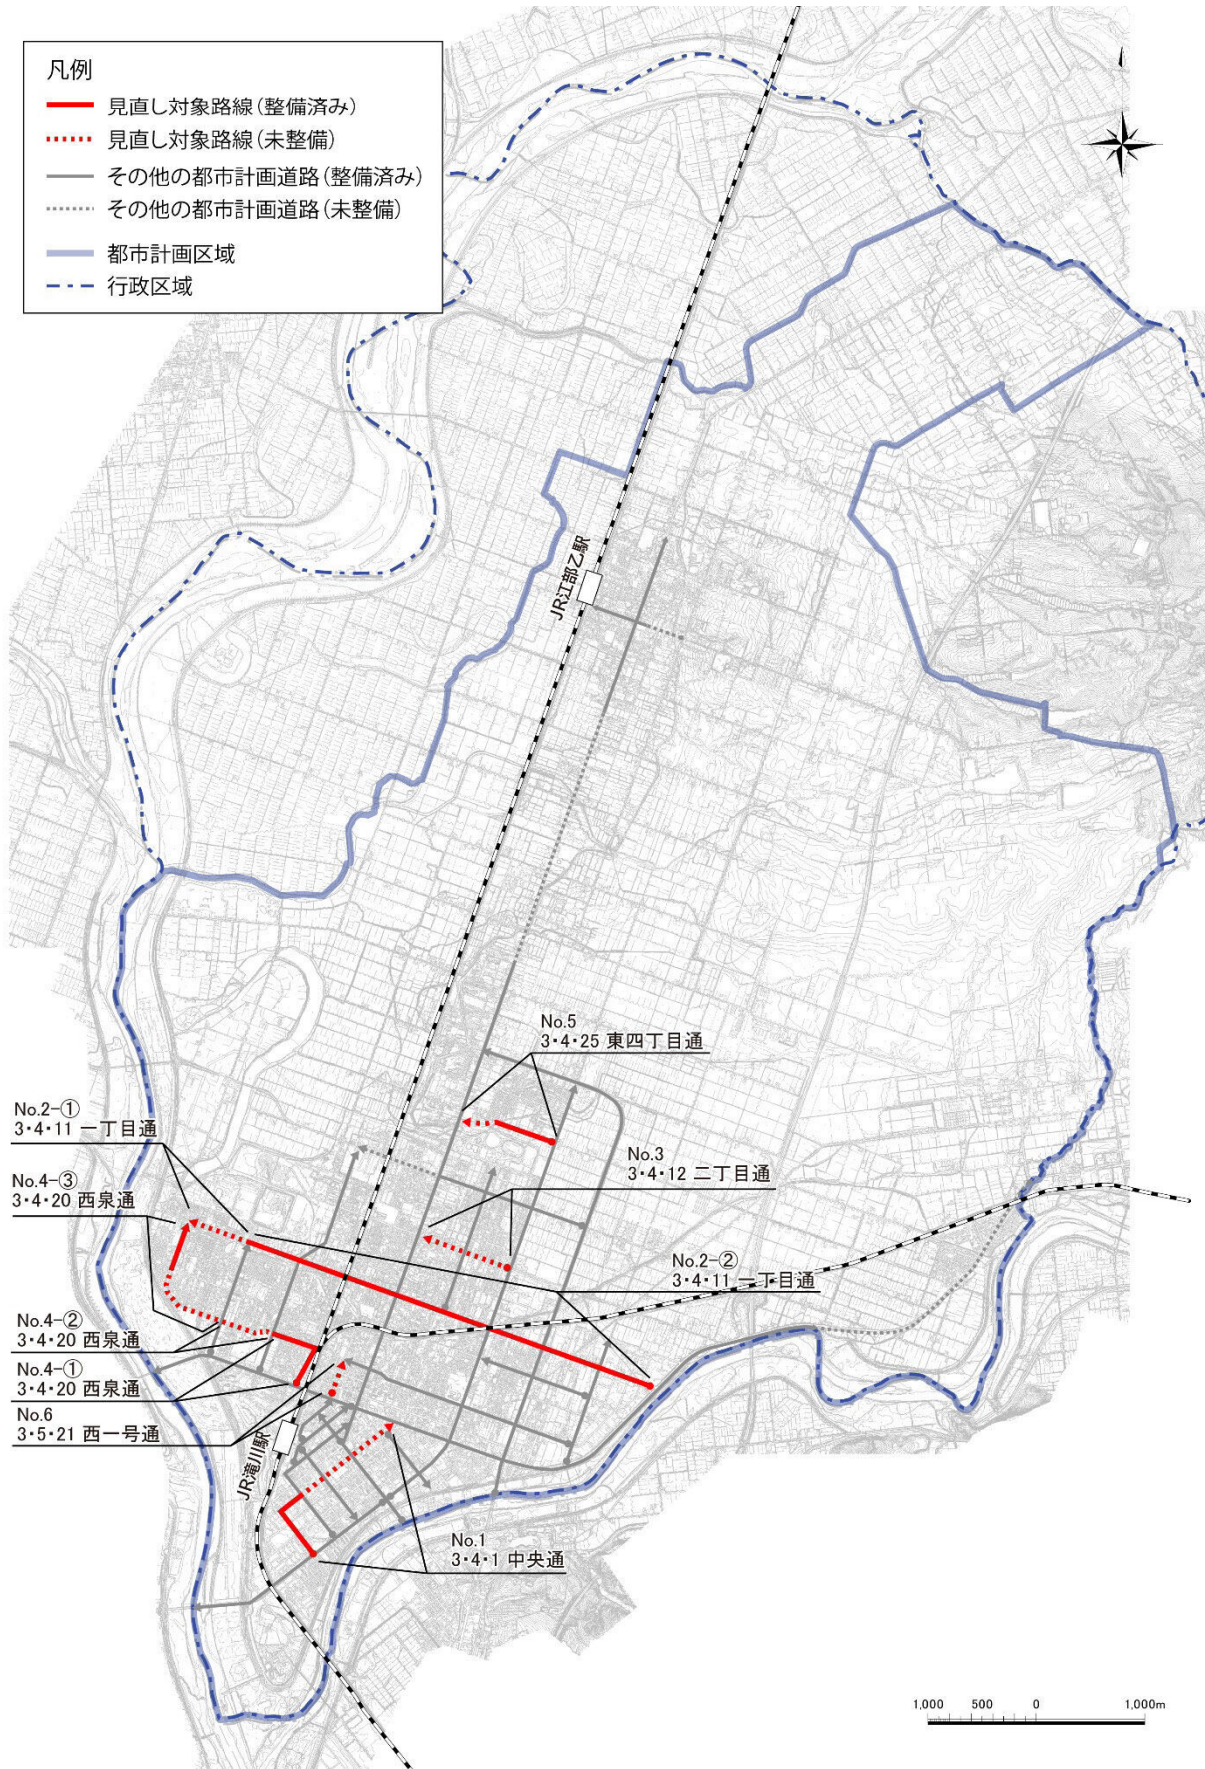 凡例
見直し対象路線(整備済み)
見直し対象路線(未整備)
その他の都市計画道路(整備済み)
その他の都市計画道路(未整備)
都市計画区域
行政区域
JR江部乙駅
No.5
3・4・25 東四丁目通
No.2-①
3・4・11 一丁目通
No.3
3・4・12 二丁目通
No.4-③
3・4・20 西泉通
No.2-②
3・4・11 一丁目通
No.4-②
3・4・20 西泉通
No.4-①
3・4・20 西泉通
No.6
3・5・21 西一号通
JR滝川駅
No.1
3・4・1 中央通
1,000 500 0 1,000m